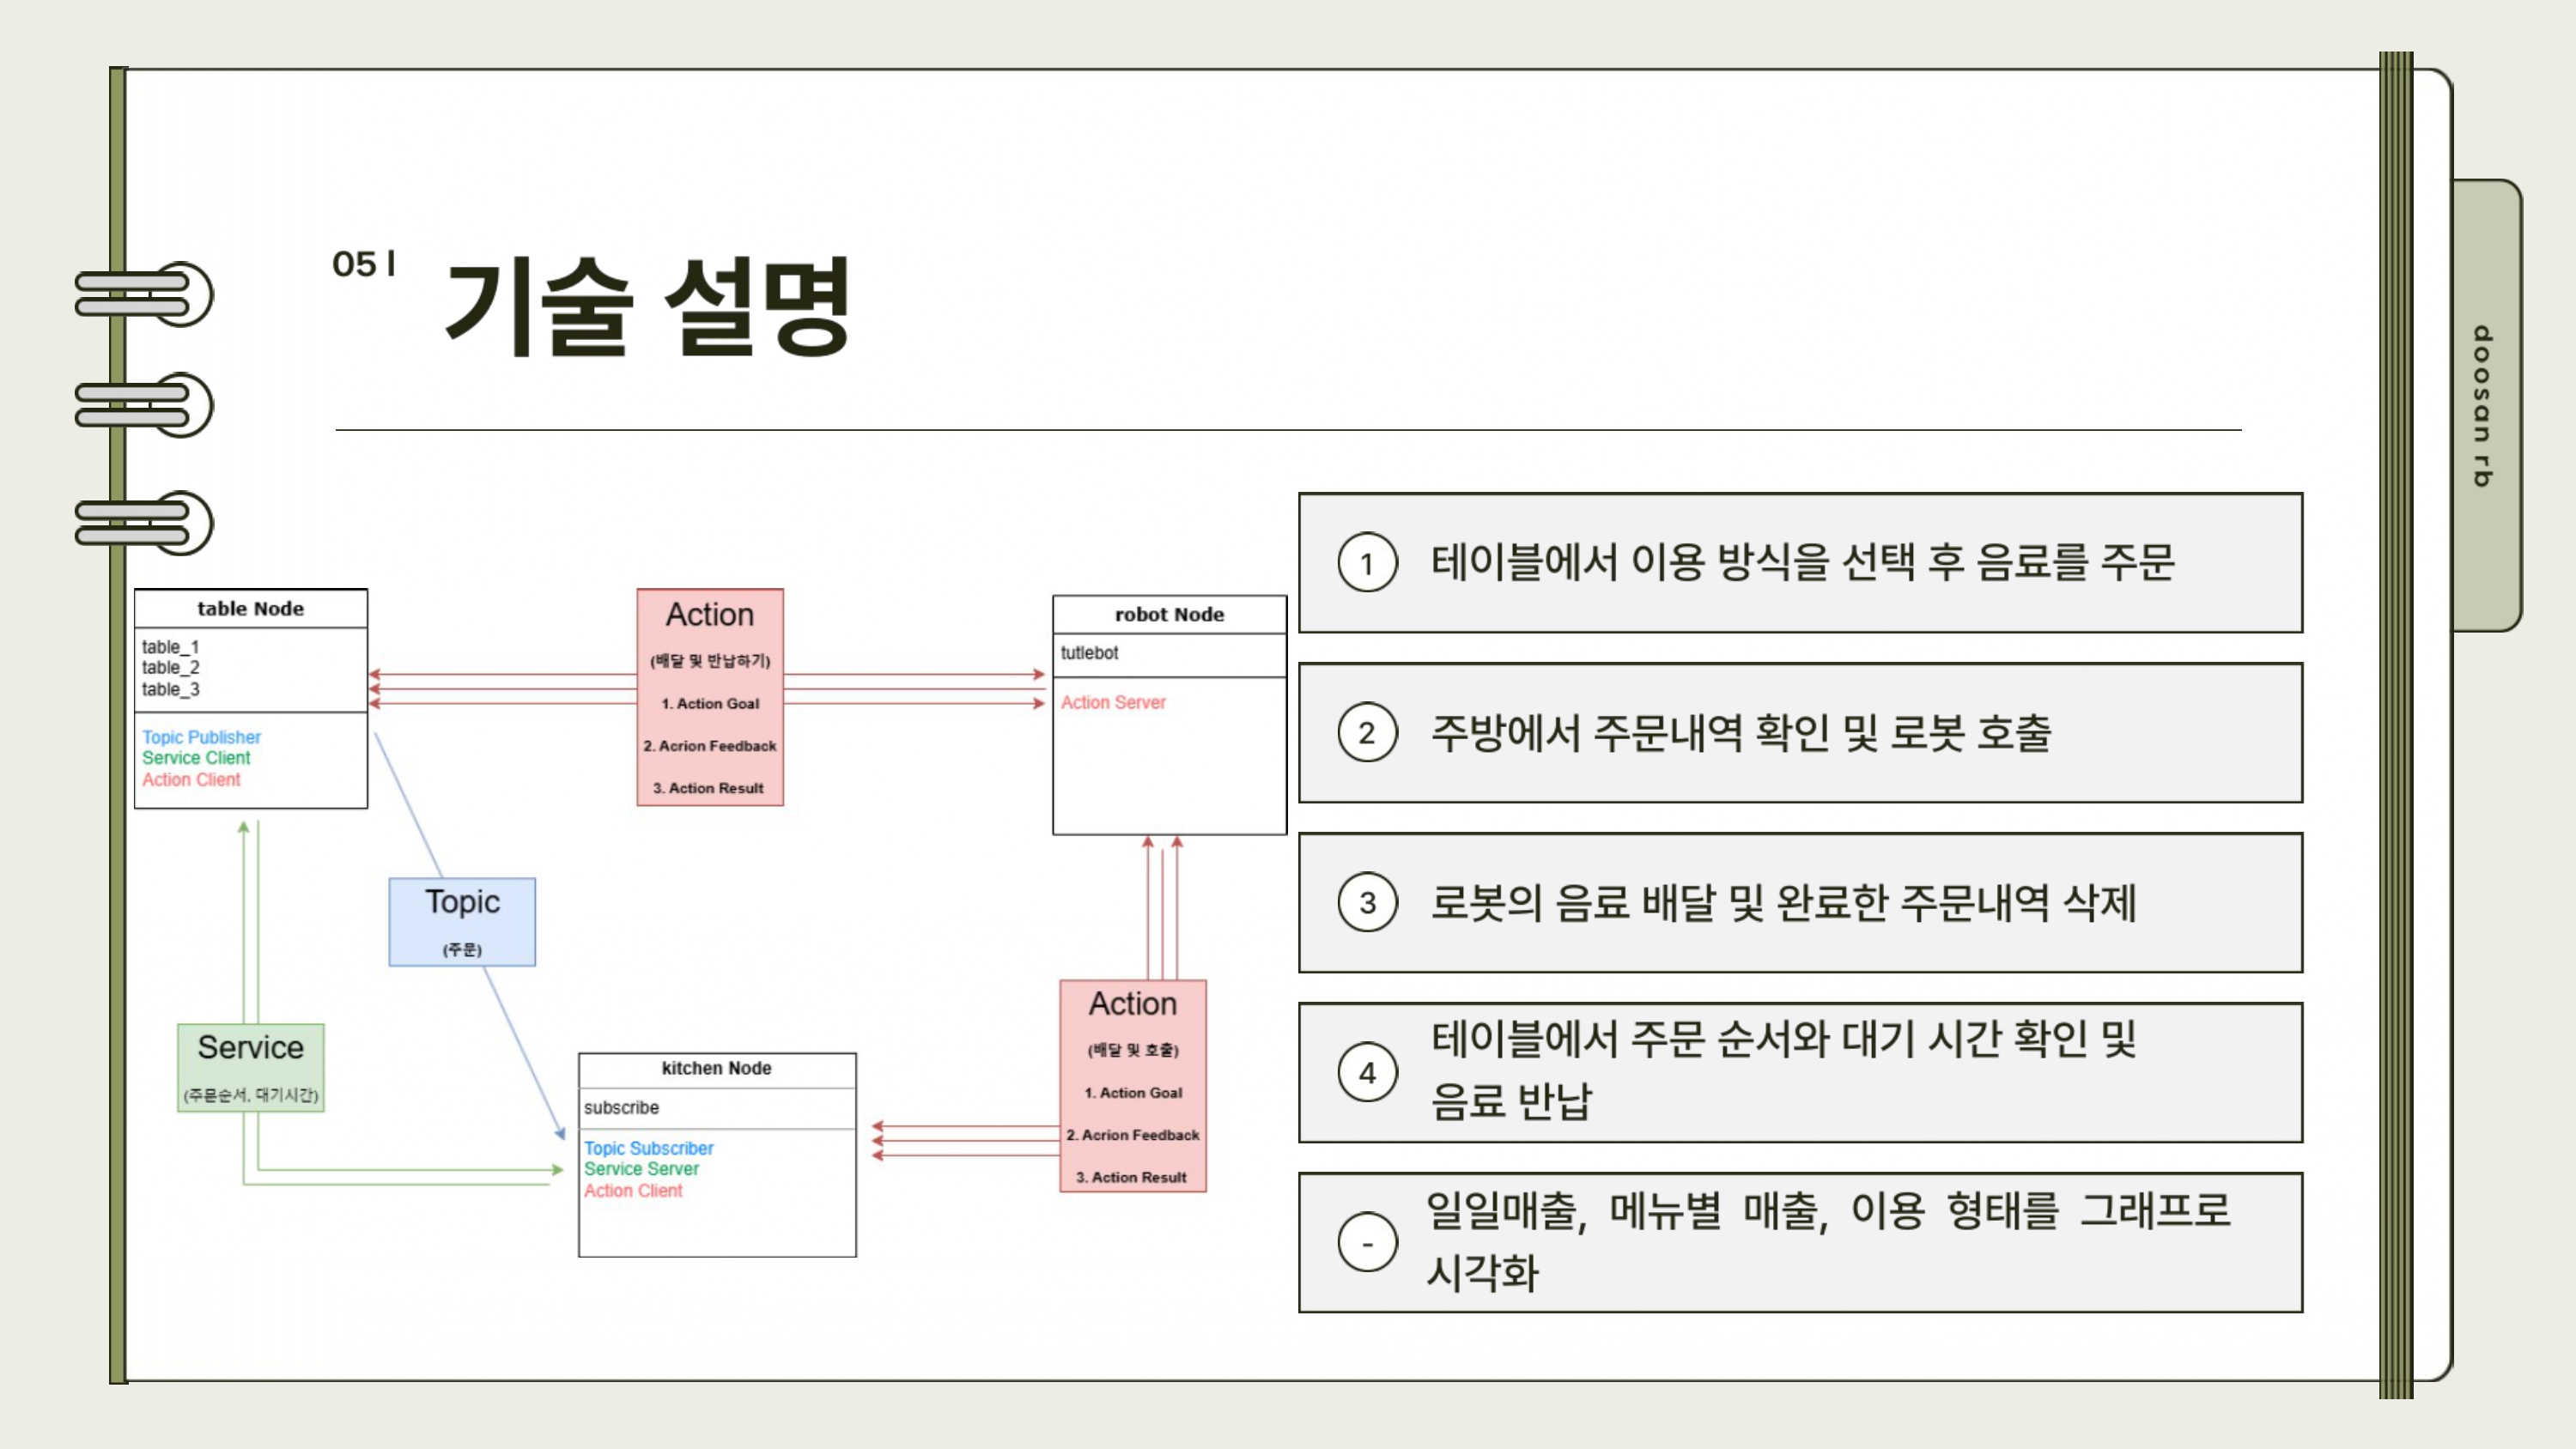 05 |
기술 설명
doosan rb
table Node
table_1
table_2
table_3
Topic Publisher
Service Client
Action Client
Action
(배달 및 반납하기)
1. Action Goal
2. Acrion Feedback
3. Action Result
robot Node
tutlebot
Action Server
Topic
(주문)
Service
(주문순서, 대기시간)
kitchen Node
subscribe
Topic Subscriber
Service Server
Action Client
Action
(배달 및 호출)
1. Action Goal
2. Acrion Feedback
3. Action Result
1 테이블에서 이용 방식을 선택 후 음료를 주문
2 주방에서 주문내역 확인 및 로봇 호출
3 로봇의 음료 배달 및 완료한 주문내역 삭제
4 테이블에서 주문 순서와 대기 시간 확인 및
음료 반납
- 일일매출, 메뉴별 매출, 이용 형태를 그래프로
시각화